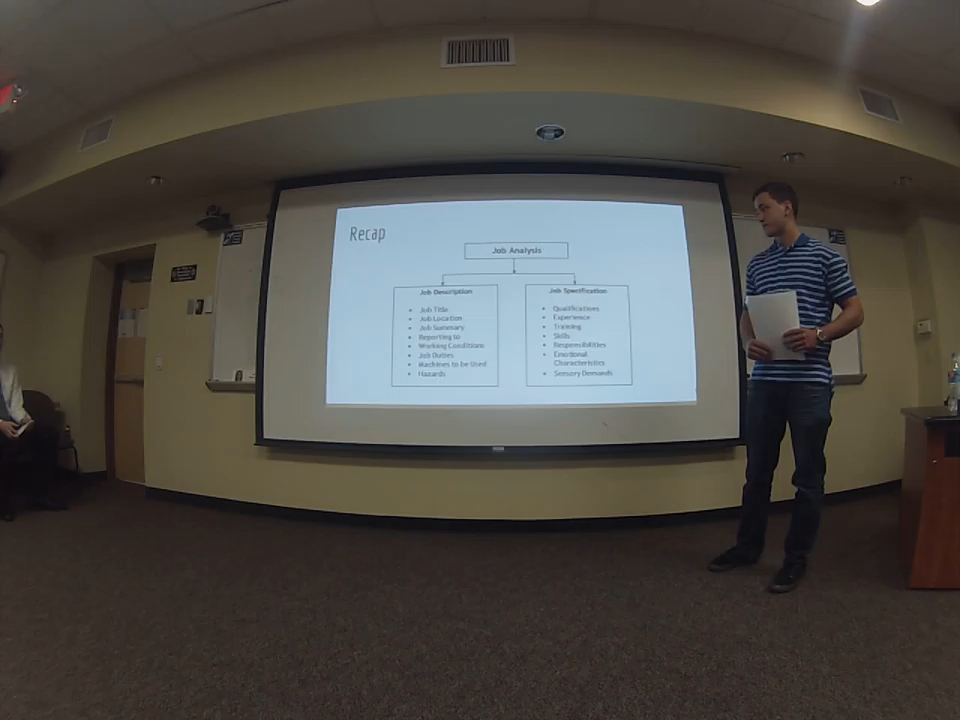 Recap
Job Analysis
Job Description
• Job Title
• Job Location
• Job Summary
• Reporting to
• Working Conditions
• Job Duties
• Machines to be Used
• Hazards
Job Specification
• Qualifications
• Experience
• Training
• Skills
• Responsibilities
• Emotional
Characteristics
• Sensory Demands